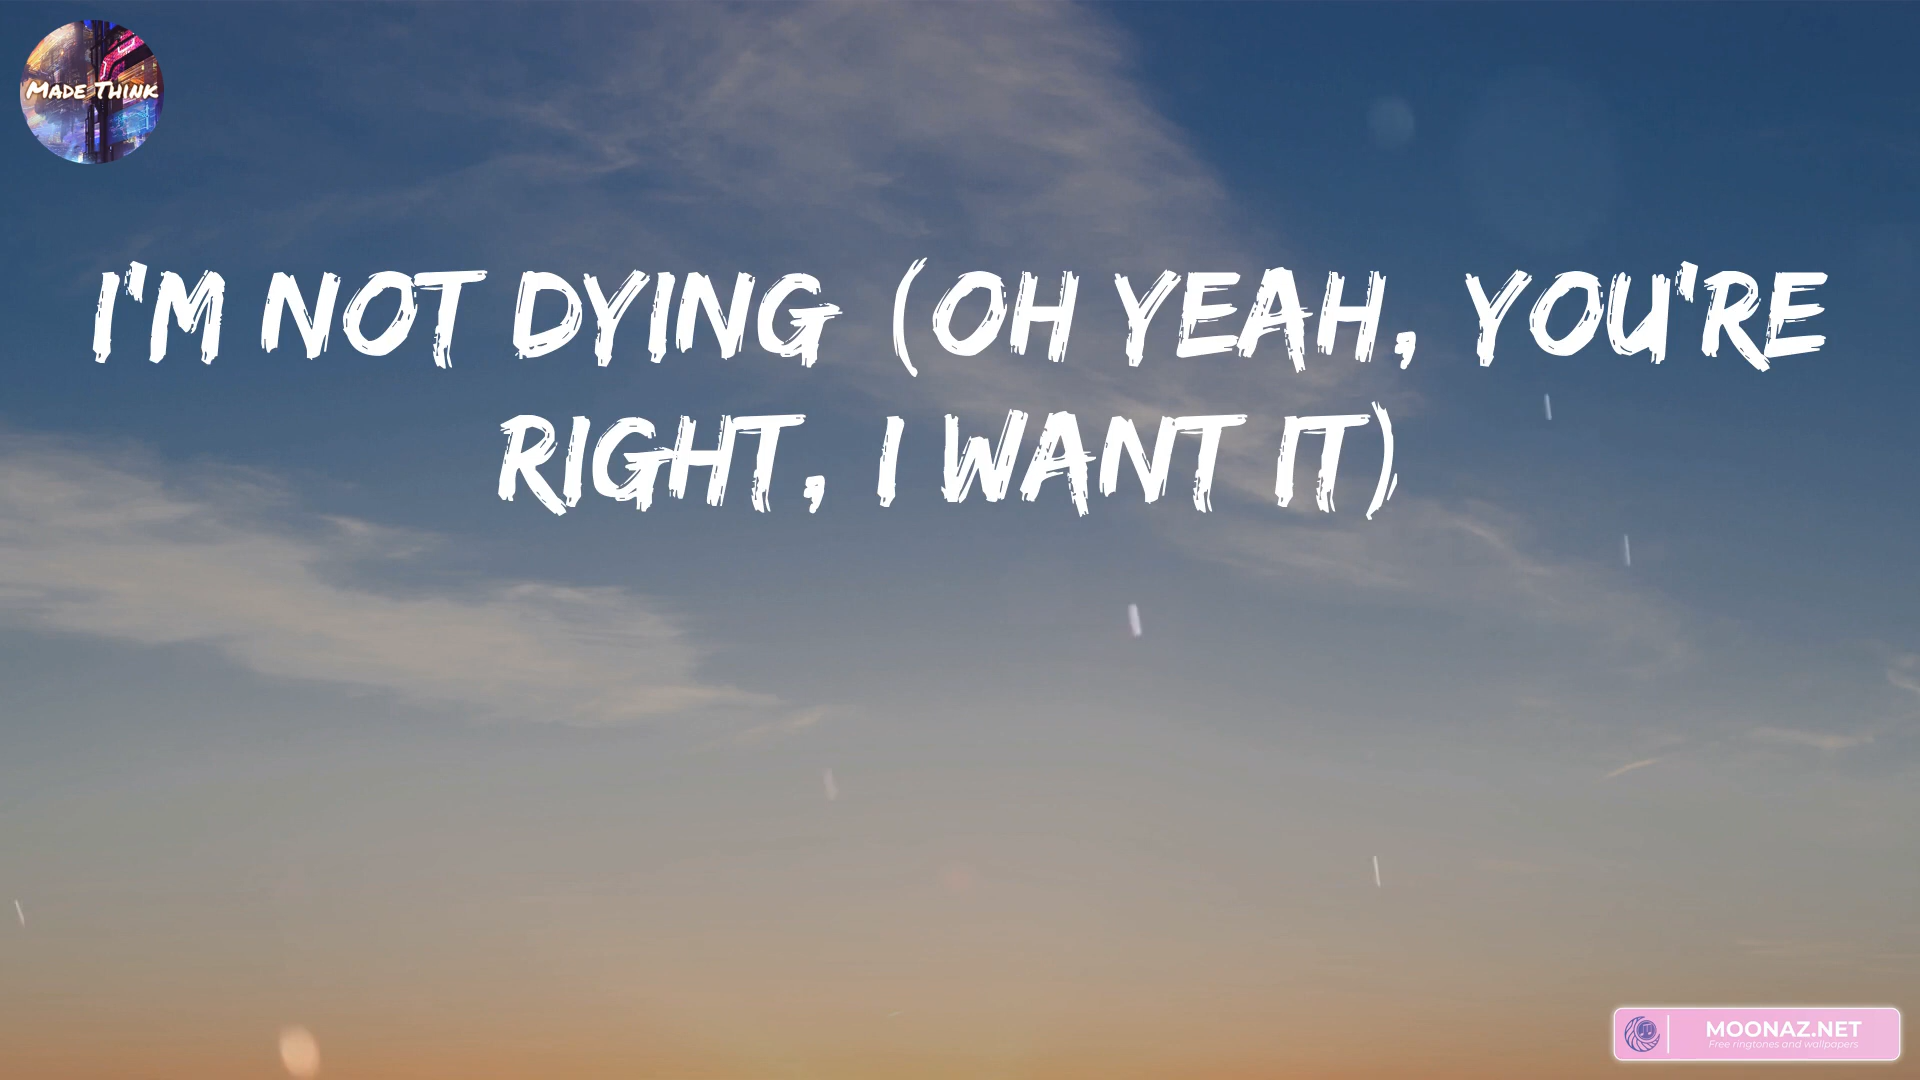 MADE THINK
I'M NOT DYING (OH YEAH, YOU'RE
RIGHT, I WANT IT)
MOONAZ.NET
Free ringtones and wallpapers